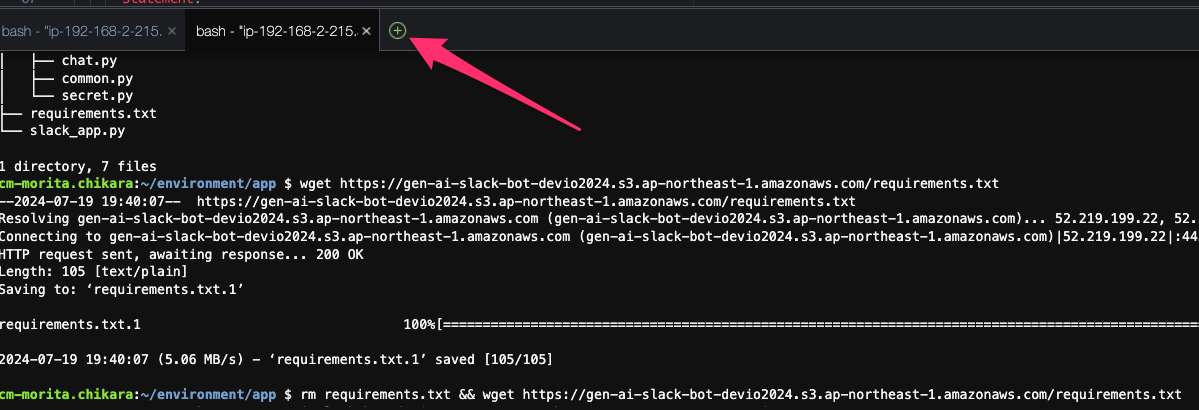 Statement:
bash - "ip-192-168-2-215. × bash - "ip-192-168-2-215. ×
│ ├── chat.py
│ ├── common.py
│ └── secret.py
├── requirements.txt
└── slack_app.py
1 directory, 7 files
cm-morita.chikara:~/environment/app $ wget https://gen-ai-slack-bot-devio2024.s3.ap-northeast-1.amazonaws.com/requirements.txt
--2024-07-19 19:40:07-- https://gen-ai-slack-bot-devio2024.s3.ap-northeast-1.amazonaws.com/requirements.txt
Resolving gen-ai-slack-bot-devio2024.s3.ap-northeast-1.amazonaws.com (gen-ai-slack-bot-devio2024.s3.ap-northeast-1.amazonaws.com)... 52.219.199.22, 52.
Connecting to gen-ai-slack-bot-devio2024.s3.ap-northeast-1.amazonaws.com (gen-ai-slack-bot-devio2024.s3.ap-northeast-1.amazonaws.com)|52.219.199.22|:44
HTTP request sent, awaiting response... 200 OK
Length: 105 [text/plain]
Saving to: ‘requirements.txt.1’
requirements.txt.1 100%[=====================================================================================================
2024-07-19 19:40:07 (5.06 MB/s) - ‘requirements.txt.1’ saved [105/105]
cm-morita.chikara:~/environment/app $ rm requirements.txt && wget https://gen-ai-slack-bot-devio2024.s3.ap-northeast-1.amazonaws.com/requirements.txt